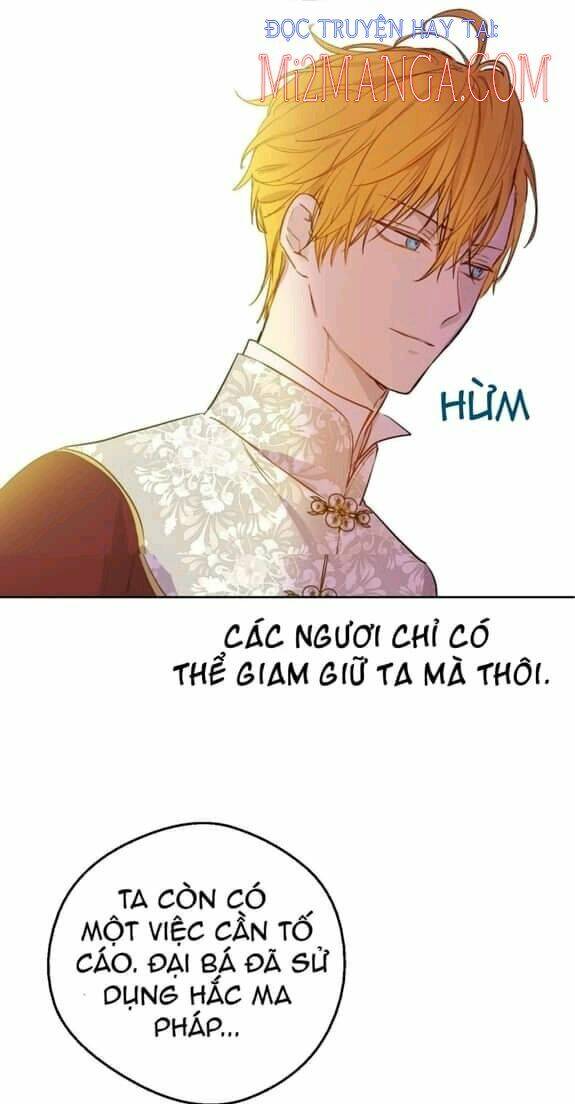 ĐỌC TRUYỆN HAY TẠI:
MI2MANGA.COM
HỪM
CÁC NGƯƠI CHỈ CÓ
THỂ GIAM GIỮ TA MÀ THÔI.
TA CÒN CÓ
MỘT VIỆC CẦN TỐ
CÁO. ĐẠI BÁ ĐÃ SỬ
DỤNG HẮC MA
PHÁP...